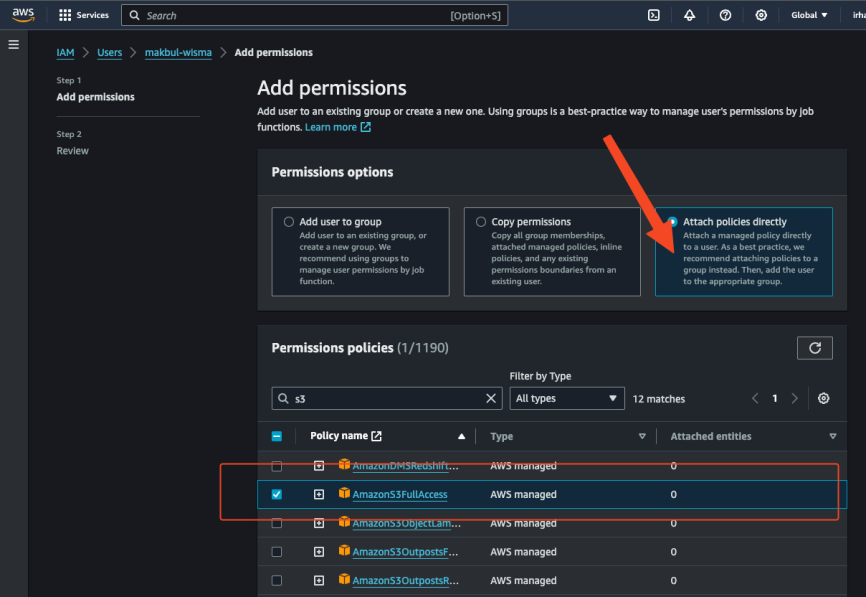 aws
Services
Search
[Option+S]
Global
IAM
Users
makbul-wisma
Add permissions
Step 1
Add permissions
Step 2
Review
Add permissions
Add user to an existing group or create a new one. Using groups is a best-practice way to manage user's permissions by job
functions. Learn more
Permissions options
Add user to group
Add user to an existing group, or
create a new group. We
recommend using groups to
manage user permissions by job
function.
Copy permissions
Copy all group memberships,
attached managed policies, inline
policies, and any existing
permissions boundaries from an
existing user.
Attach policies directly
Attach a managed policy directly
to a user. As a best practice, we
recommend attaching policies to a
group instead. Then, add the user
to the appropriate group.
Permissions policies (1/1190)
Filter by Type
s3
All types
12 matches
1
Policy name
Type
Attached entities
AmazonDMSRedshift...
AWS managed
0
AmazonS3FullAccess
AWS managed
0
AmazonS3ObjectLam...
AWS managed
0
AmazonS3OutpostsF...
AWS managed
0
AmazonS3OutpostsR...
AWS managed
0